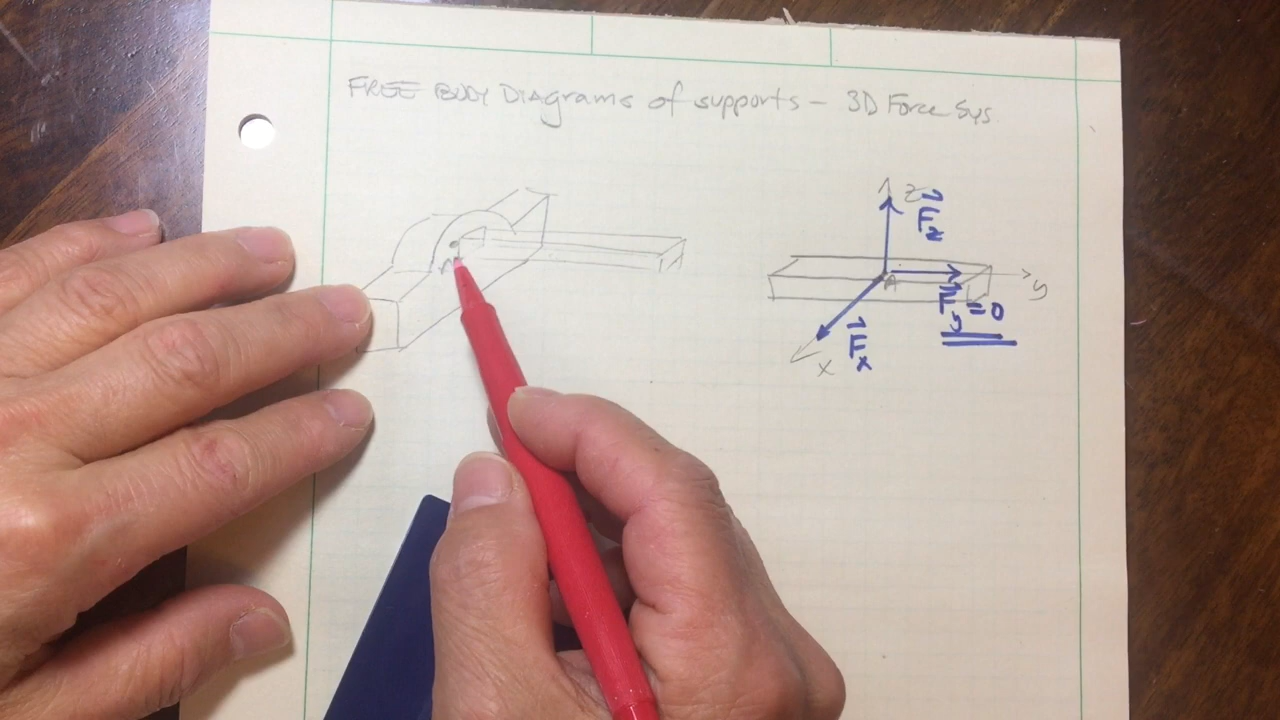 FREE BODY Diagrams of supports - 3D Force Sys.
A
z
F⃗z
A
y
F⃗y = 0
F⃗x
x